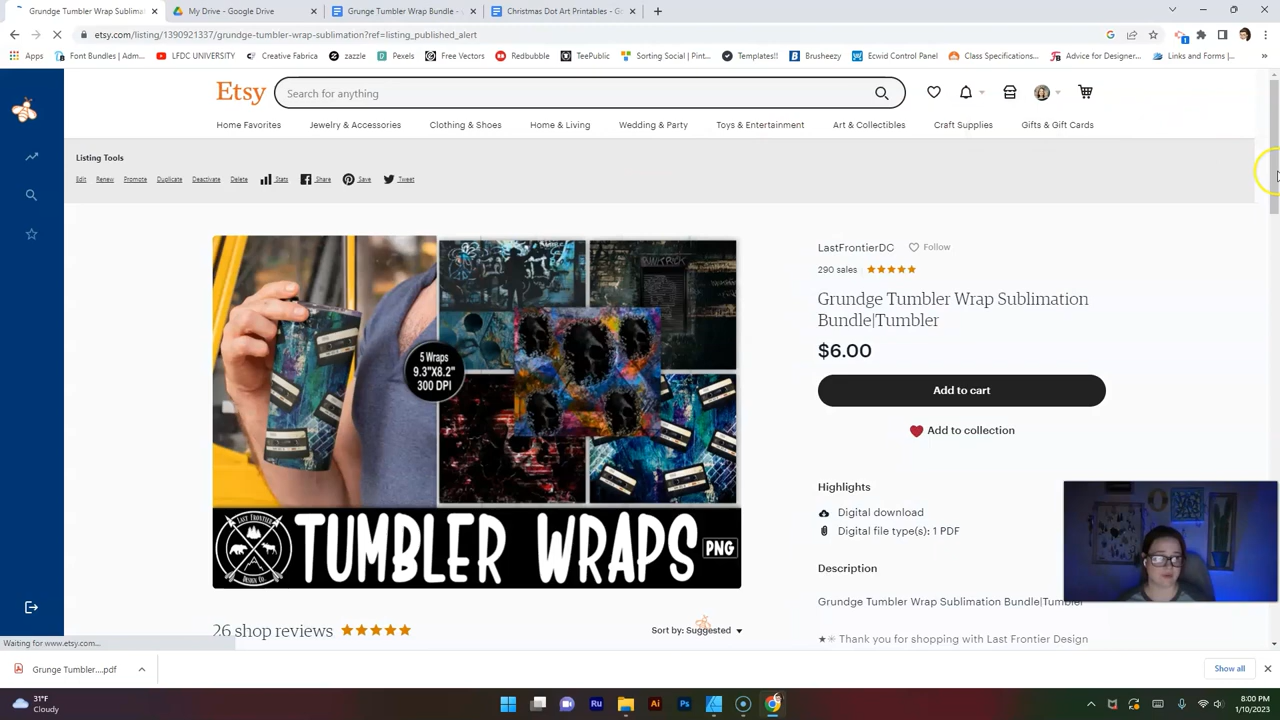 Grundge Tumbler Wrap Sublimati
My Drive - Google Drive
Grunge Tumbler Wrap Bundle -
Christmas Dot Art Printables - G
etsy.com/listing/1390921337/grundge-tumbler-wrap-sublimation?ref=listing_published_alert
Apps Font Bundles | Adm... LFDC UNIVERSITY Creative Fabrica zazzle Pexels Free Vectors Redbubble TeePublic Sorting Social | Pint... Templates!! Brusheezy Ecwid Control Panel Class Specifications... Advice for Designer... Links and Forms |... »
Etsy
Search for anything
Home Favorites Jewelry & Accessories Clothing & Shoes Home & Living Wedding & Party Toys & Entertainment Art & Collectibles Craft Supplies Gifts & Gift Cards
Listing Tools
Edit Renew Promote Duplicate Deactivate Delete Stats Share Save Tweet
LastFrontierDC Follow
290 sales
Grundge Tumbler Wrap Sublimation
Bundle|Tumbler
$6.00
Add to cart
Add to collection
Highlights
Digital download
Digital file type(s): 1 PDF
Description
Grundge Tumbler Wrap Sublimation Bundle|Tumbler
Thank you for shopping with Last Frontier Design
5 Wraps
9.3"X8.2"
300 DPI
LAST FRONTIER
DESIGN CO
TUMBLER WRAPS
PNG
26 shop reviews
Sort by: Suggested
Waiting for www.etsy.com...
Grunge Tumbler....pdf
Show all
31°F
Cloudy
8:00 PM
1/10/2023